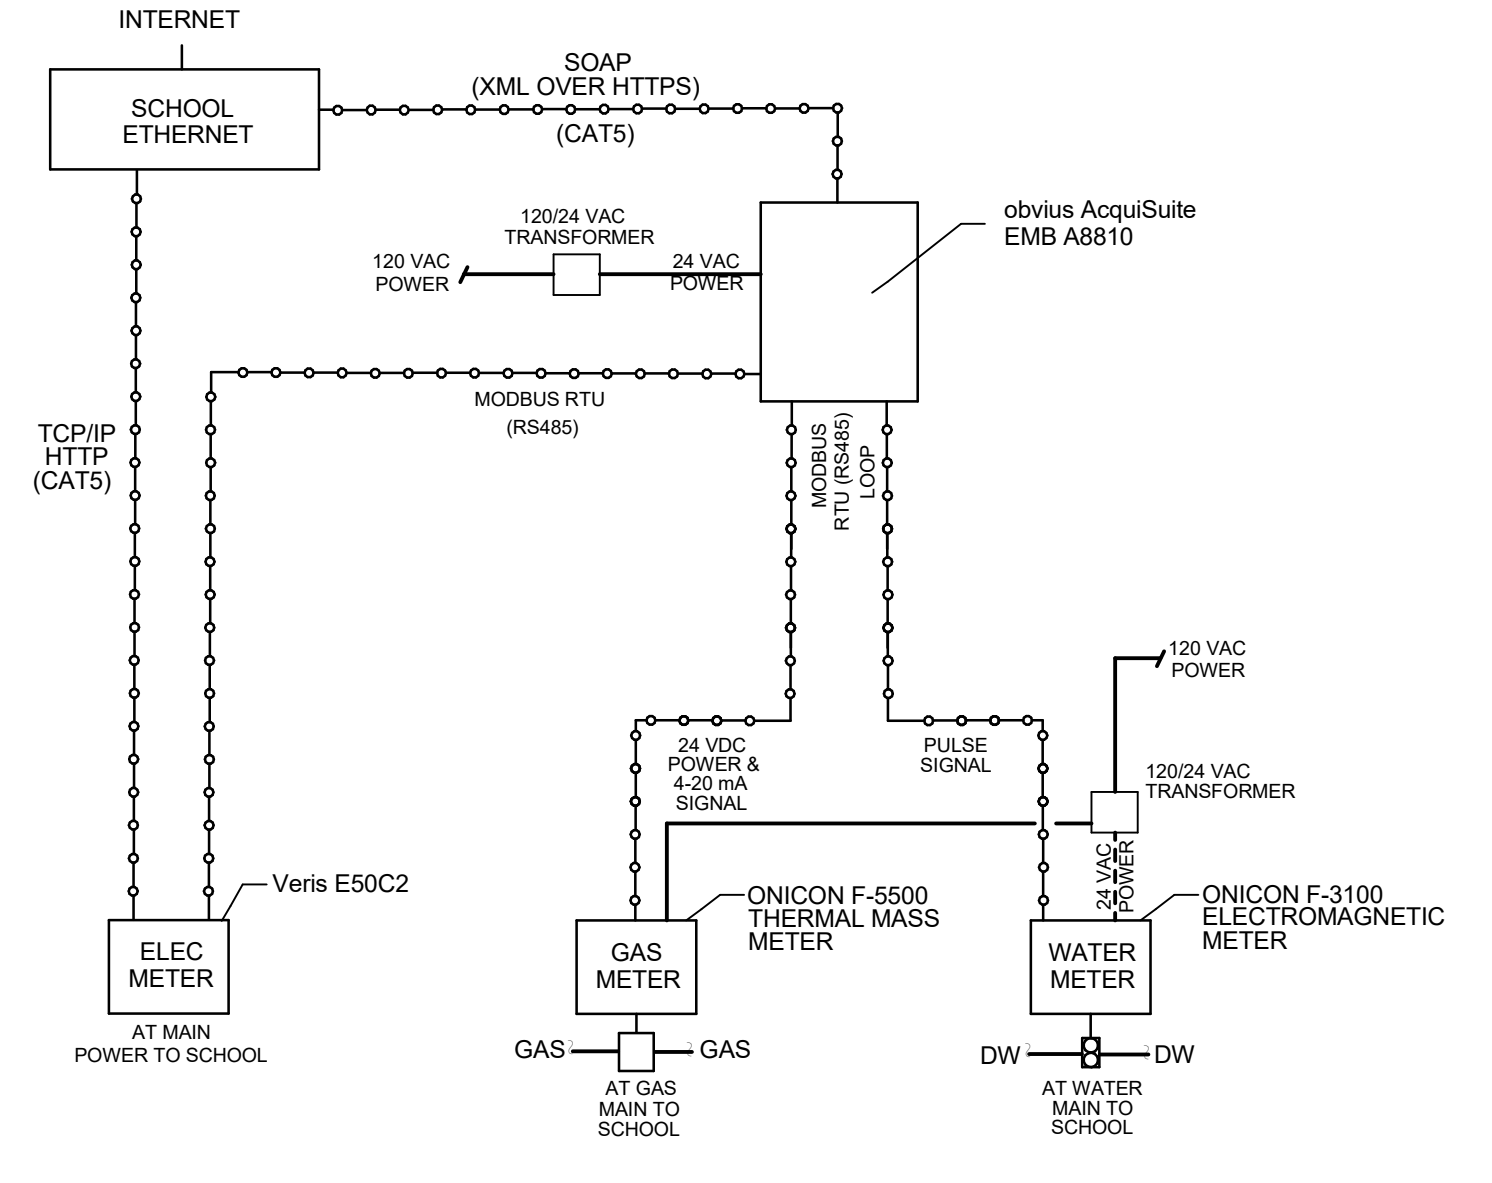 INTERNET
SCHOOL
ETHERNET
SOAP
(XML OVER HTTPS)
(CAT5)
120/24 VAC
TRANSFORMER
120 VAC
POWER
24 VAC
POWER
obvius AcquiSuite
EMB A8810
MODBUS RTU
(RS485)
TCP/IP
HTTP
(CAT5)
MODBUS
RTU (RS485)
LOOP
120 VAC
POWER
24 VDC
POWER &
4-20 mA
SIGNAL
PULSE
SIGNAL
120/24 VAC
TRANSFORMER
24 VAC
POWER
Veris E50C2
ELEC
METER
AT MAIN
POWER TO SCHOOL
ONICON F-5500
THERMAL MASS
METER
GAS
METER
GAS
GAS
AT GAS
MAIN TO
SCHOOL
ONICON F-3100
ELECTROMAGNETIC
METER
WATER
METER
DW
DW
AT WATER
MAIN TO
SCHOOL